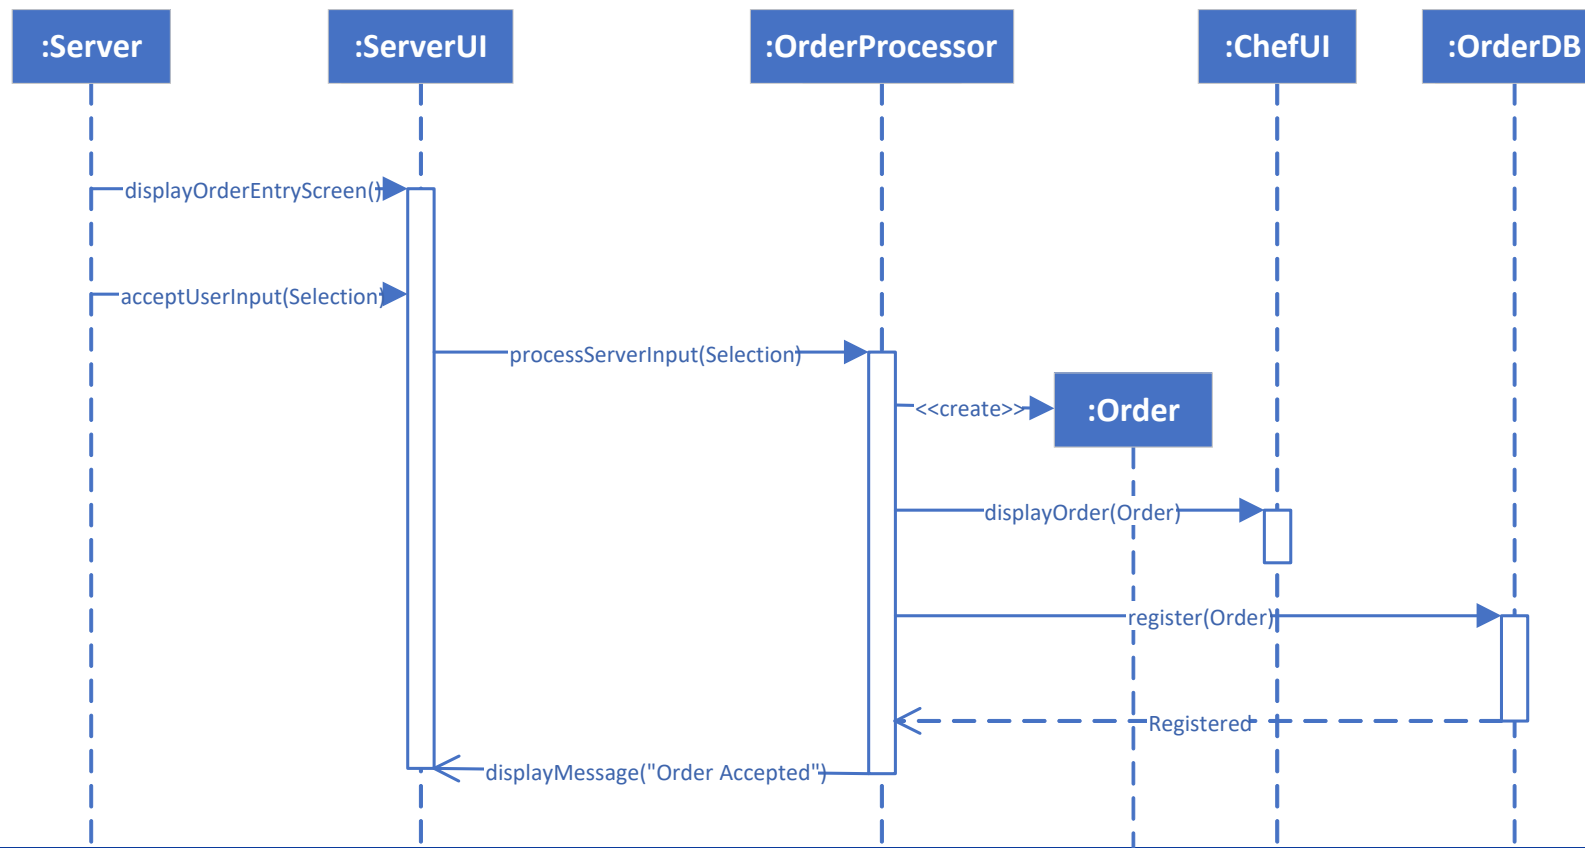 :Server
:ServerUI
:OrderProcessor
:ChefUI
:OrderDB
displayOrderEntryScreen()
acceptUserInput(Selection)
processServerInput(Selection)
<<create>>
:Order
displayOrder(Order)
register(Order)
Registered
displayMessage("Order Accepted")